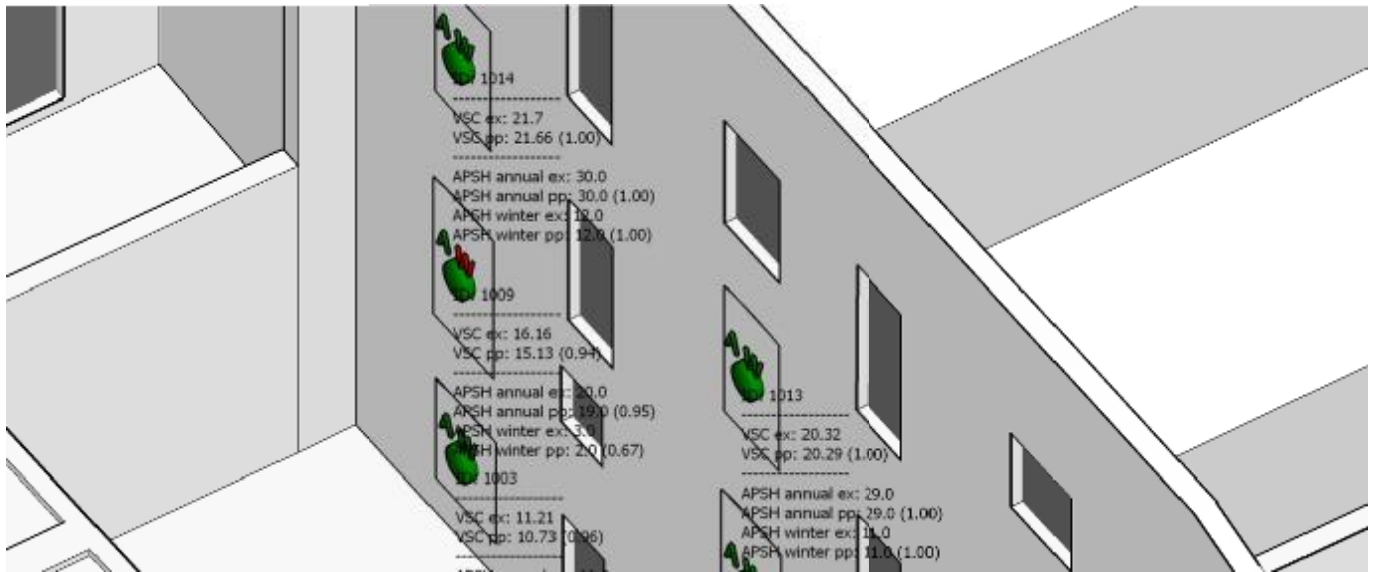 ID: 1014
--------------------
VSC ex: 21.7
VSC pp: 21.66 (1.00)
--------------------
APSH annual ex: 30.0
APSH annual pp: 30.0 (1.00)
APSH winter ex: 12.0
APSH winter pp: 12.0 (1.00)
ID: 1009
--------------------
VSC ex: 16.16
VSC pp: 15.13 (0.94)
--------------------
APSH annual ex: 20.0
APSH annual pp: 19.0 (0.95)
APSH winter ex: 3.0
APSH winter pp: 2.0 (0.67)
ID: 1003
--------------------
VSC ex: 11.21
VSC pp: 10.73 (0.96)
--------------------
ID: 1013
--------------------
VSC ex: 20.32
VSC pp: 20.29 (1.00)
--------------------
APSH annual ex: 29.0
APSH annual pp: 29.0 (1.00)
APSH winter ex: 11.0
APSH winter pp: 11.0 (1.00)